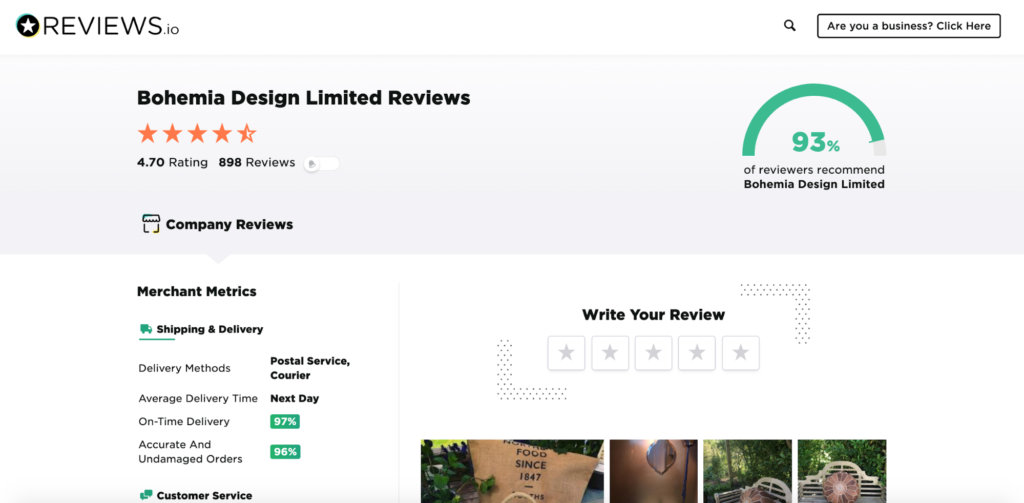 REVIEWS.io
Are you a business? Click Here
Bohemia Design Limited Reviews
4.70 Rating 898 Reviews
93%
of reviewers recommend
Bohemia Design Limited
Company Reviews
Merchant Metrics
Shipping & Delivery
Delivery Methods
Postal Service,
Courier
Average Delivery Time Next Day
On-Time Delivery 97%
Accurate And
Undamaged Orders
96%
Customer Service
Write Your Review
FOOD
SINCE
1847